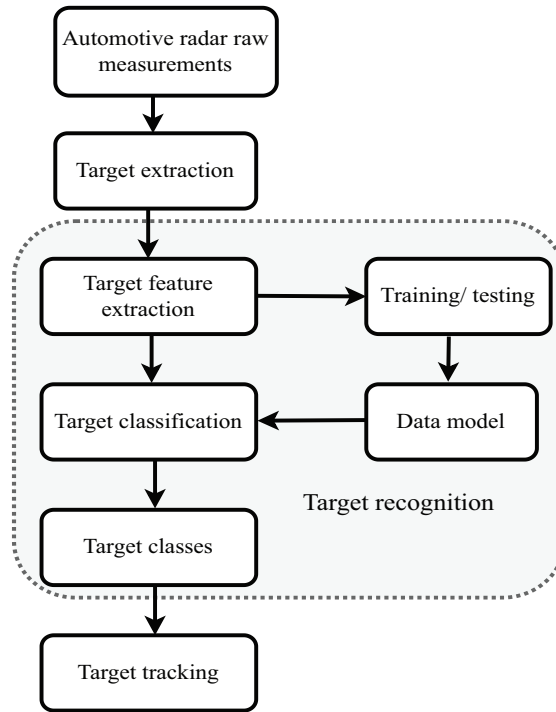 Automotive radar raw
measurements
Target extraction
Target feature
extraction
Training/ testing
Target classification
Data model
Target recognition
Target classes
Target tracking